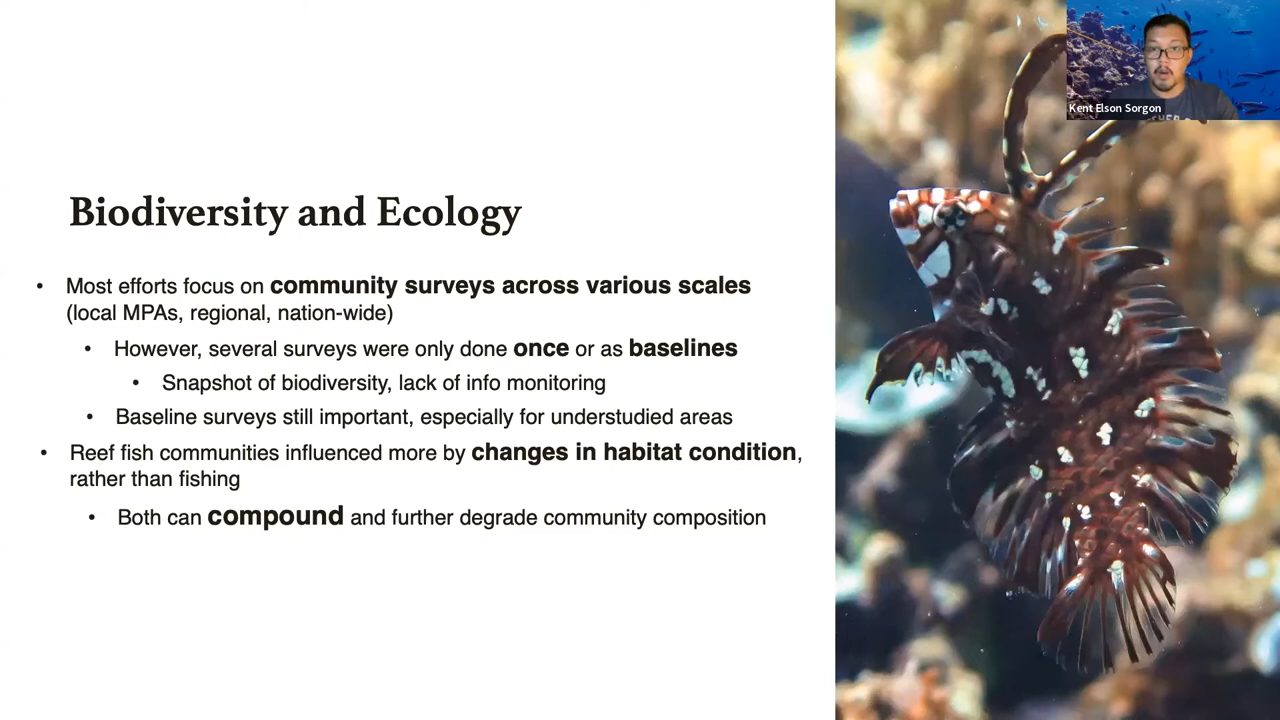 Kent Elson Sorgon
Biodiversity and Ecology
• Most efforts focus on community surveys across various scales
(local MPAs, regional, nation-wide)
• However, several surveys were only done once or as baselines
• Snapshot of biodiversity, lack of info monitoring
• Baseline surveys still important, especially for understudied areas
• Reef fish communities influenced more by changes in habitat condition,
rather than fishing
• Both can compound and further degrade community composition